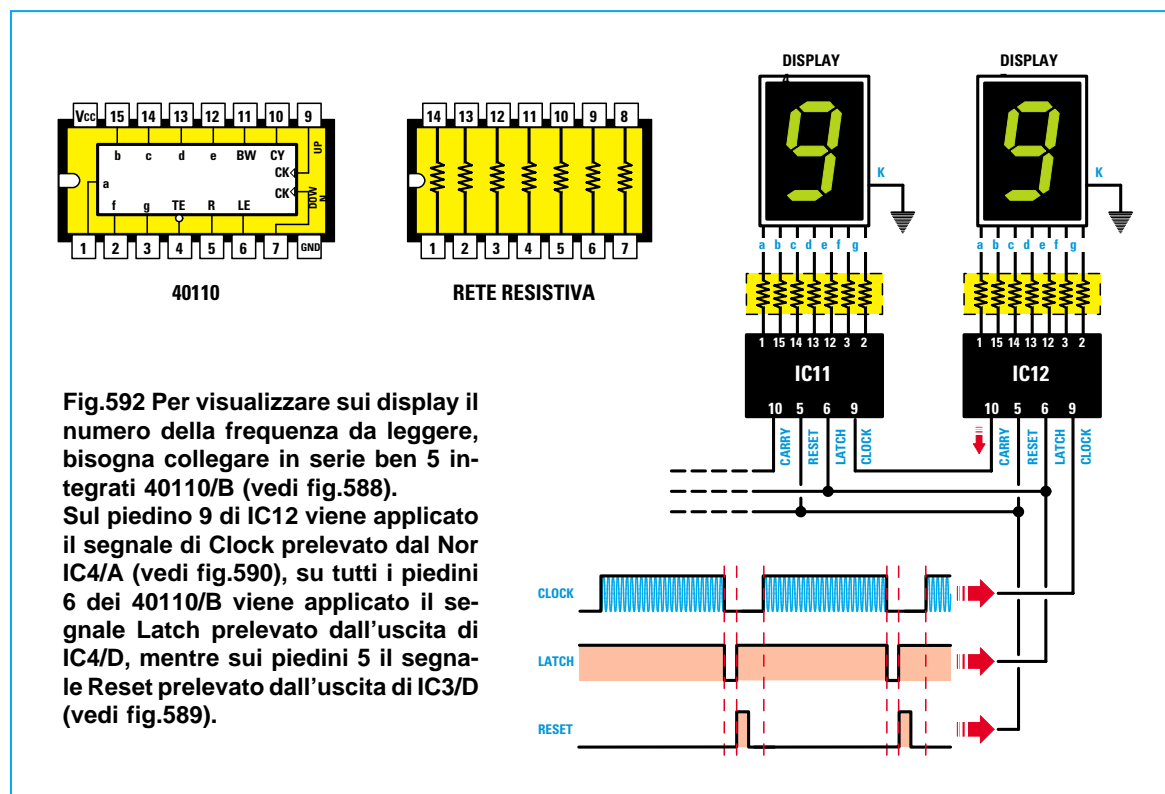 DISPLAY
4
DISPLAY
Vcc 15 14 13 12 11 10 9
b c d e BW CY
UP
CK
a
CK
DOW
N
f g TE R LE
1 2 3 4 5 6 7 GND
40110
14 13 12 11 10 9 8
1 2 3 4 5 6 7
RETE RESISTIVA
9
K
a b c d e f g
1 15 14 13 12 3 2
IC11
10 5 6 9
CARRY
RESET
LATCH
CLOCK
9
K
a b c d e f g
1 15 14 13 12 3 2
IC12
10 5 6 9
CARRY
RESET
LATCH
CLOCK
Fig.592 Per visualizzare sui display il
numero della frequenza da leggere,
bisogna collegare in serie ben 5 in-
tegrati 40110/B (vedi fig.588).
Sul piedino 9 di IC12 viene applicato
il segnale di Clock prelevato dal Nor
IC4/A (vedi fig.590), su tutti i piedini
6 dei 40110/B viene applicato il se-
gnale Latch prelevato dall'uscita di
IC4/D, mentre sui piedini 5 il segna-
le Reset prelevato dall'uscita di IC3/D
(vedi fig.589).
CLOCK
LATCH
RESET